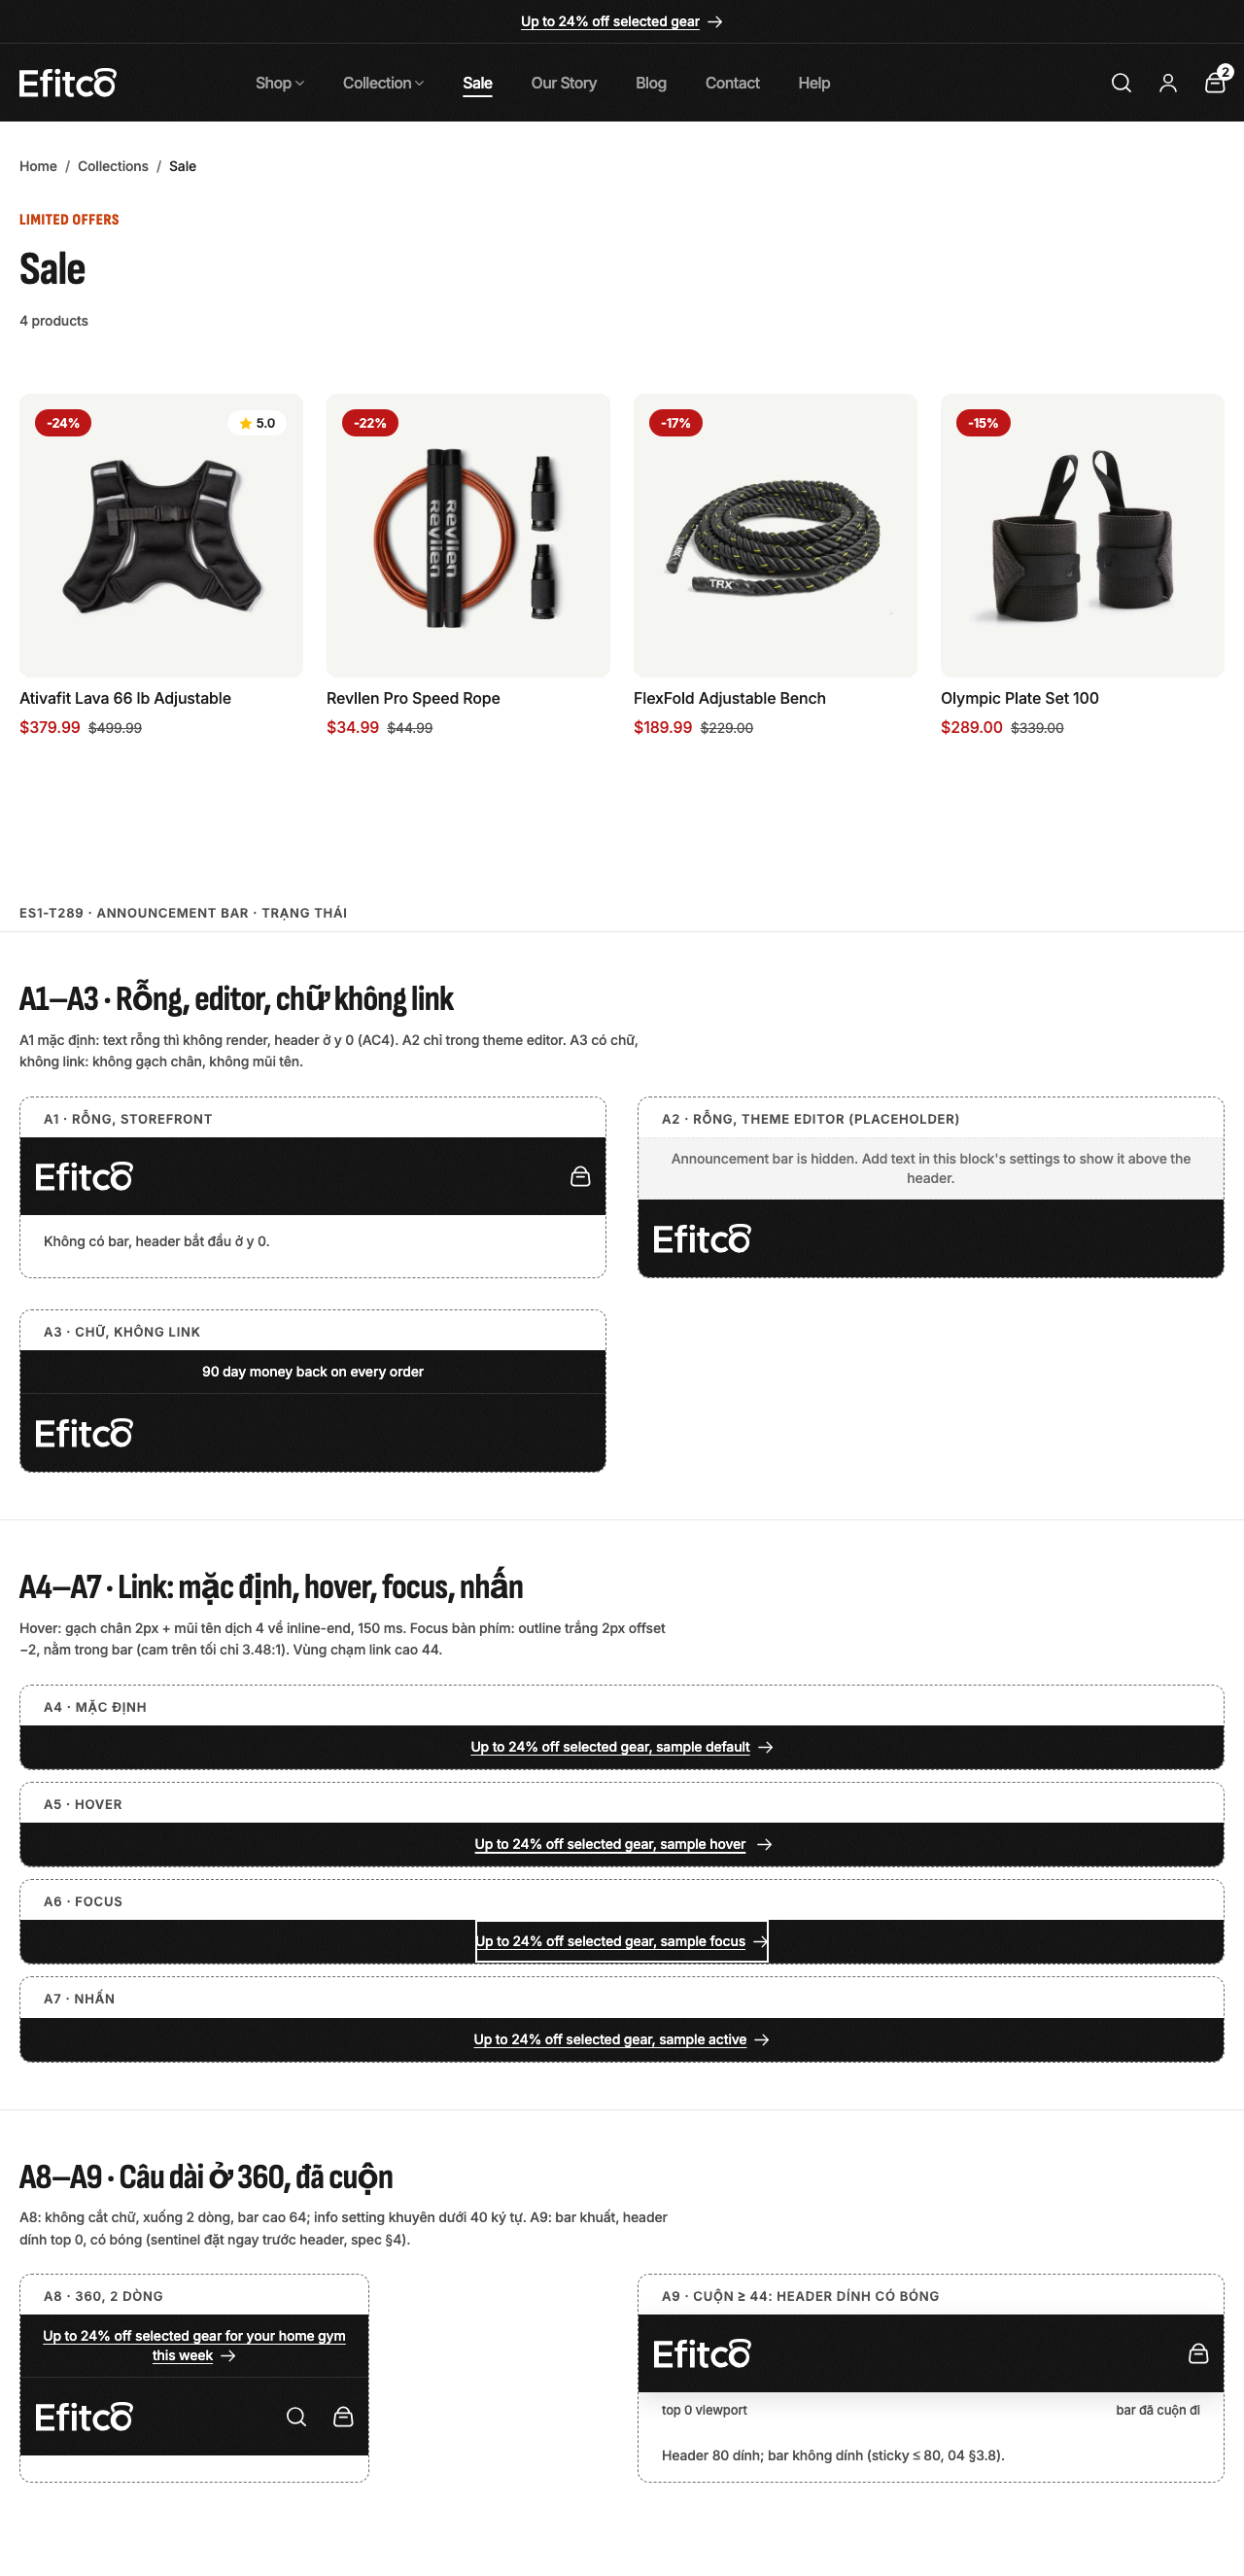 Up to 24% off selected gear →
Efitco
Shop Collection Sale Our Story Blog Contact Help
2
Home / Collections / Sale
LIMITED OFFERS
Sale
4 products
-24% 5.0 -22% -17% -15%
Revllen Revllen
TRX
Ativafit Lava 66 lb Adjustable
$379.99 $499.99
Revllen Pro Speed Rope
$34.99 $44.99
FlexFold Adjustable Bench
$189.99 $229.00
Olympic Plate Set 100
$289.00 $339.00
ES1-T289 · ANNOUNCEMENT BAR · TRẠNG THÁI
A1–A3 · Rỗng, editor, chữ không link
A1 mặc định: text rỗng thì không render, header ở y 0 (AC4). A2 chỉ trong theme editor. A3 có chữ,
không link: không gạch chân, không mũi tên.
A1 · RỖNG, STOREFRONT
Efitco
Không có bar, header bắt đầu ở y 0.
A2 · RỖNG, THEME EDITOR (PLACEHOLDER)
Announcement bar is hidden. Add text in this block's settings to show it above the
header.
Efitco
A3 · CHỮ, KHÔNG LINK
90 day money back on every order
Efitco
A4–A7 · Link: mặc định, hover, focus, nhấn
Hover: gạch chân 2px + mũi tên dịch 4 về inline-end, 150 ms. Focus bàn phím: outline trắng 2px offset
−2, nằm trong bar (cam trên tối chỉ 3.48:1). Vùng chạm link cao 44.
A4 · MẶC ĐỊNH
Up to 24% off selected gear, sample default →
A5 · HOVER
Up to 24% off selected gear, sample hover →
A6 · FOCUS
Up to 24% off selected gear, sample focus →
A7 · NHẤN
Up to 24% off selected gear, sample active →
A8–A9 · Câu dài ở 360, đã cuộn
A8: không cắt chữ, xuống 2 dòng, bar cao 64; info setting khuyên dưới 40 ký tự. A9: bar khuất, header
dính top 0, có bóng (sentinel đặt ngay trước header, spec §4).
A8 · 360, 2 DÒNG
Up to 24% off selected gear for your home gym
this week →
Efitco
A9 · CUỘN ≥ 44: HEADER DÍNH CÓ BÓNG
Efitco
top 0 viewport bar đã cuộn đi
Header 80 dính; bar không dính (sticky ≤ 80, 04 §3.8).